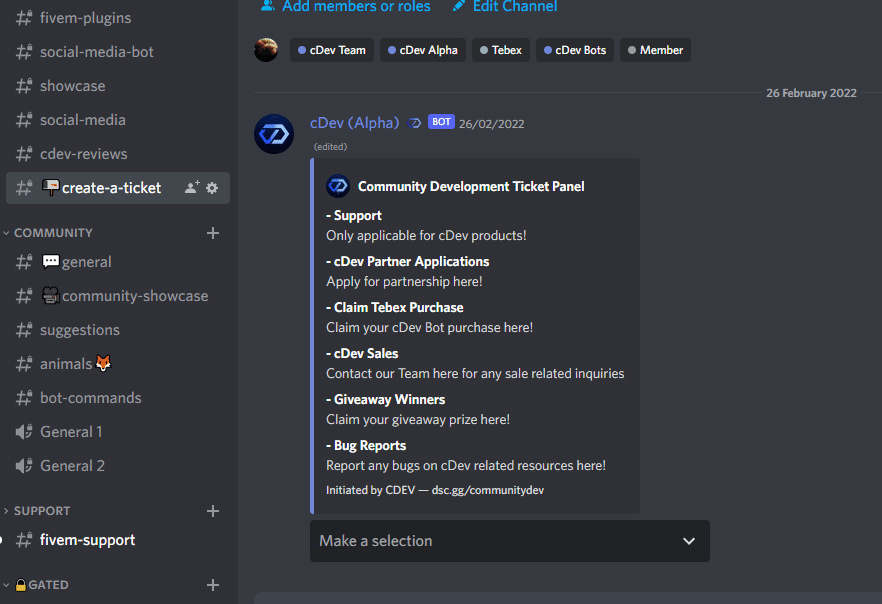 fivem-plugins
social-media-bot
showcase
social-media
cdev-reviews
create-a-ticket
COMMUNITY
general
community-showcase
suggestions
animals
bot-commands
General 1
General 2
SUPPORT
fivem-support
GATED
Add members or roles Edit Channel
cDev Team cDev Alpha Tebex cDev Bots Member
26 February 2022
cDev (Alpha) BOT 26/02/2022
(edited)
Community Development Ticket Panel
- Support
Only applicable for cDev products!
- cDev Partner Applications
Apply for partnership here!
- Claim Tebex Purchase
Claim your cDev Bot purchase here!
- cDev Sales
Contact our Team here for any sale related inquiries
- Giveaway Winners
Claim your giveaway prize here!
- Bug Reports
Report any bugs on cDev related resources here!
Initiated by CDEV — dsc.gg/communitydev
Make a selection